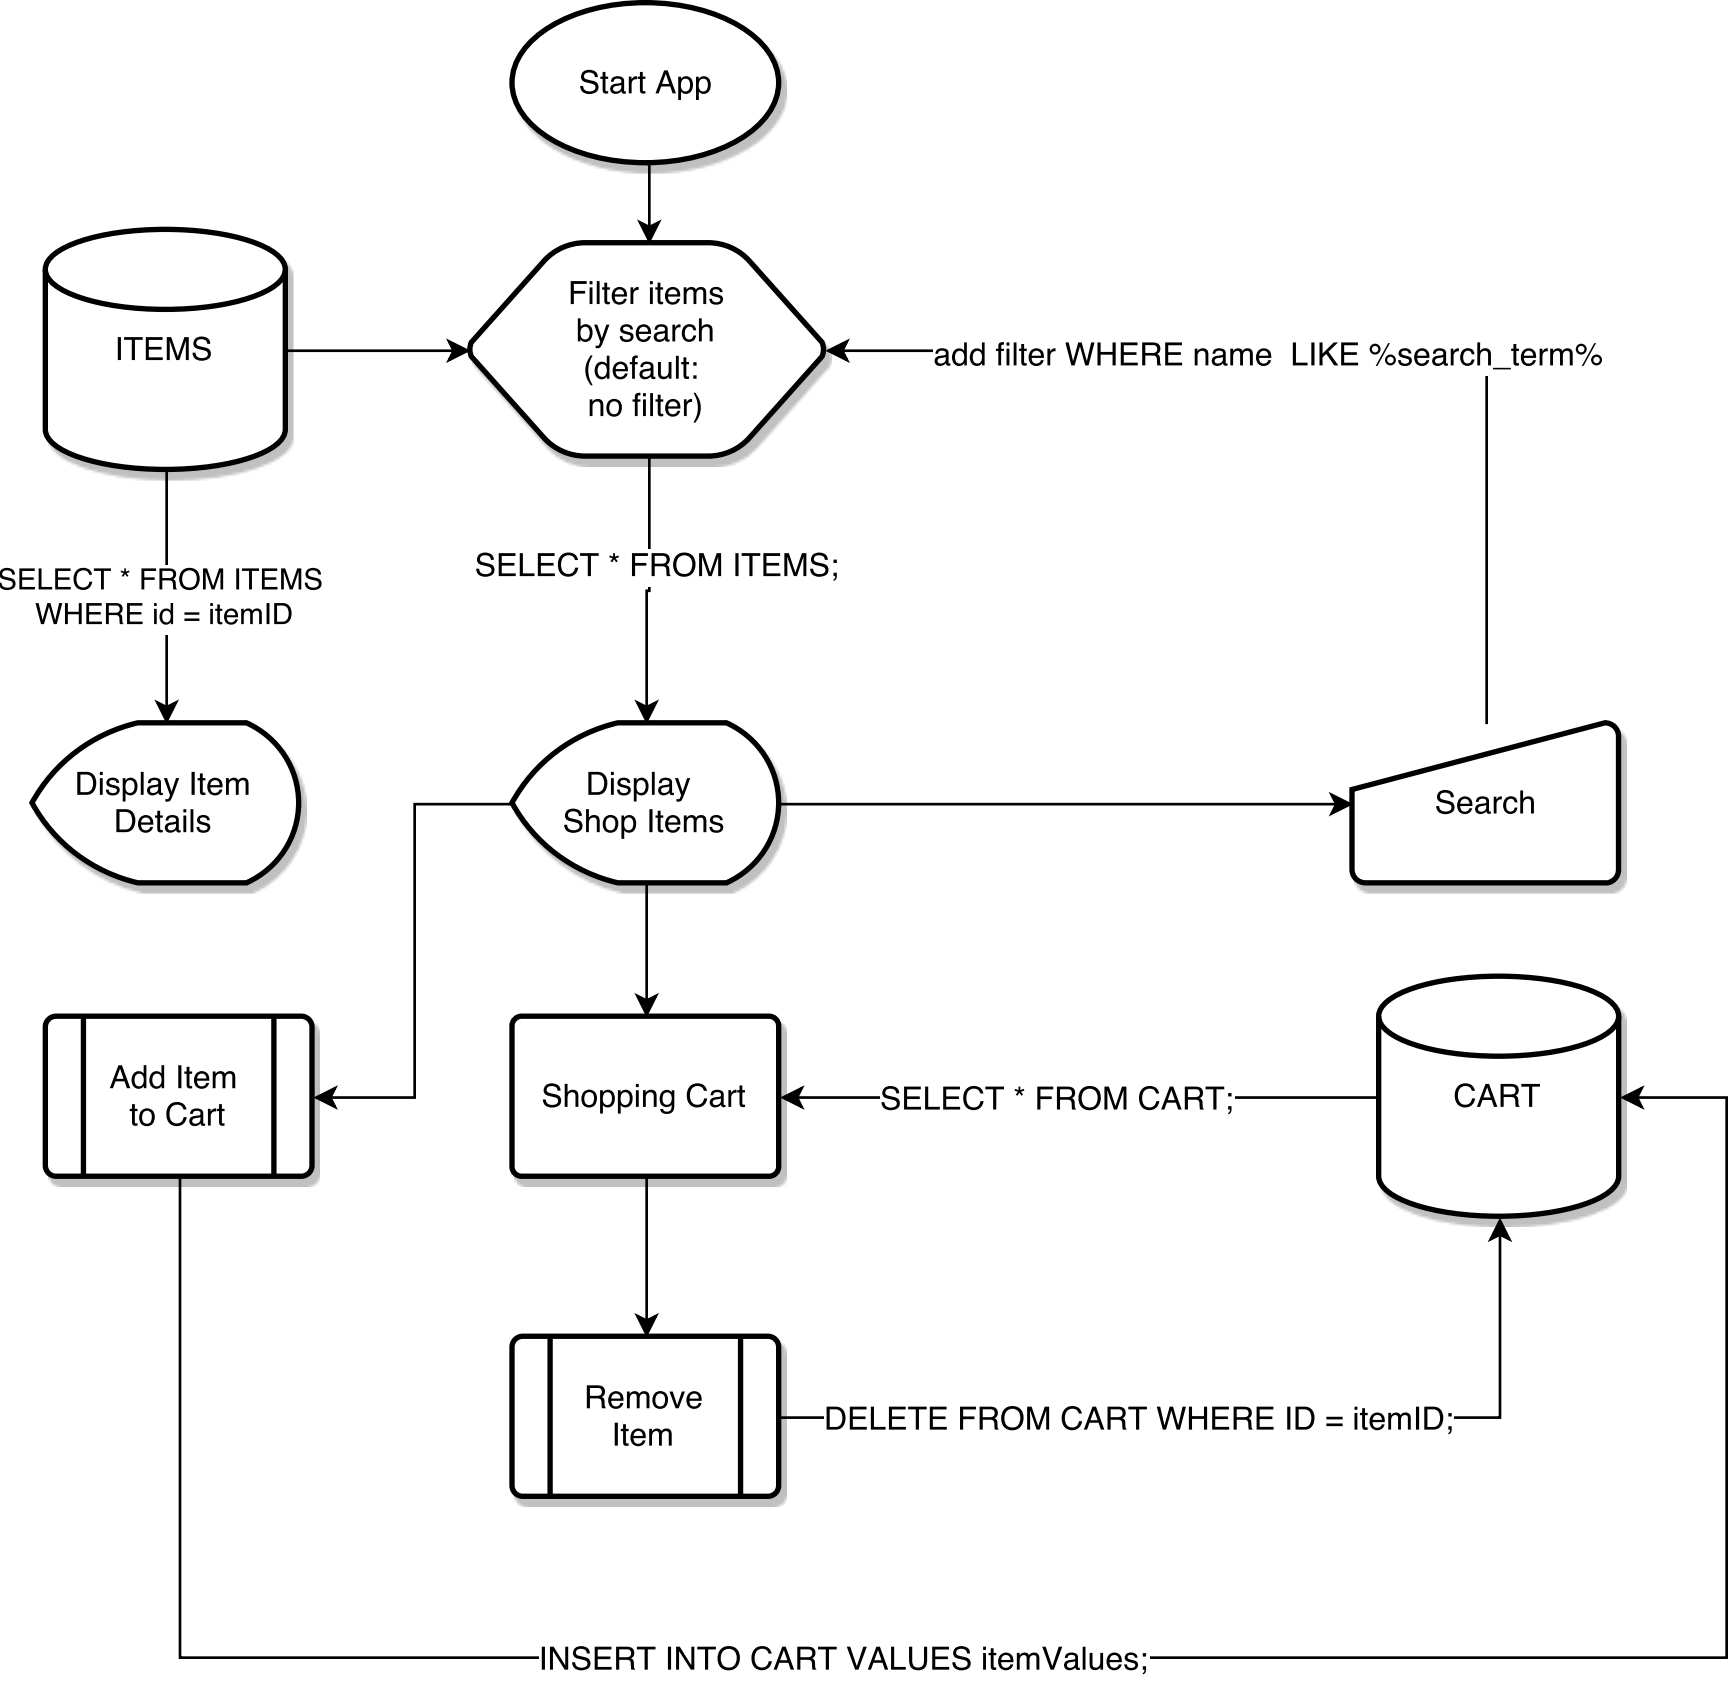 Start App
ITEMS
Filter items
by search
(default:
no filter)
add filter WHERE name  LIKE %search_term%
SELECT * FROM ITEMS
WHERE id = itemID
SELECT * FROM ITEMS;
Display Item
Details
Display
Shop Items
Search
Add Item
to Cart
Shopping Cart
SELECT * FROM CART;
CART
Remove
Item
DELETE FROM CART WHERE ID = itemID;
INSERT INTO CART VALUES itemValues;